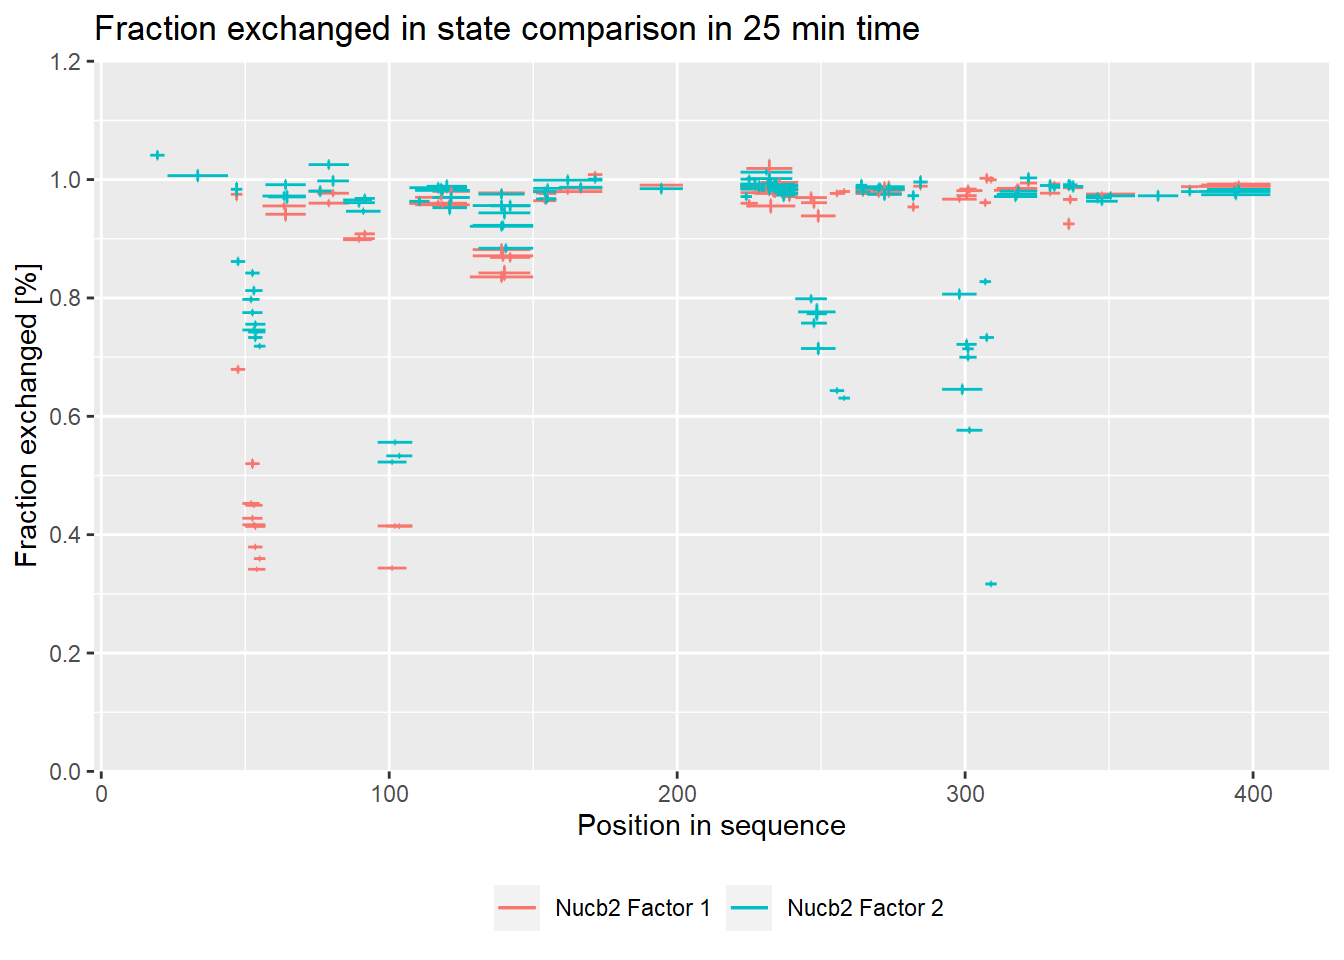 Fraction exchanged in state comparison in 25 min time
Fraction exchanged [%]
1.2
1.0
0.8
0.6
0.4
0.2
0.0
0 100 200 300 400
Position in sequence
Nucb2 Factor 1 Nucb2 Factor 2